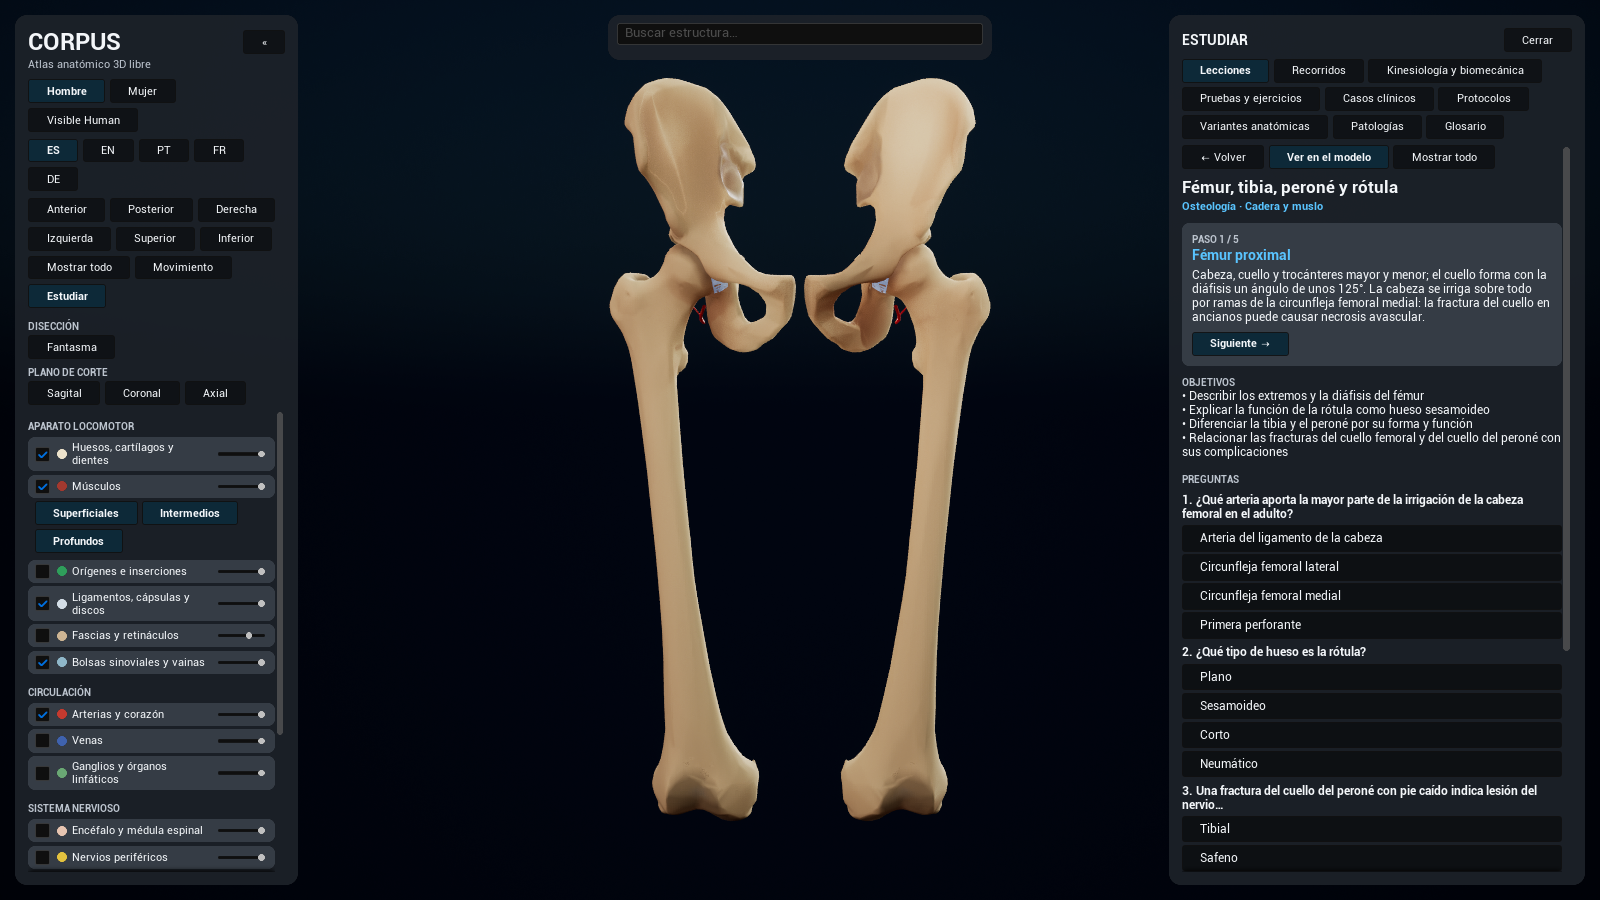 CORPUS
«
Atlas anatómico 3D libre
Hombre
Mujer
Visible Human
ES
EN
PT
FR
DE
Anterior
Posterior
Derecha
Izquierda
Superior
Inferior
Mostrar todo
Movimiento
Estudiar
DISECCIÓN
Fantasma
PLANO DE CORTE
Sagital
Coronal
Axial
APARATO LOCOMOTOR
Huesos, cartílagos y
dientes
Músculos
Superficiales
Intermedios
Profundos
Orígenes e inserciones
Ligamentos, cápsulas y
discos
Fascias y retináculos
Bolsas sinoviales y vainas
CIRCULACIÓN
Arterias y corazón
Venas
Ganglios y órganos
linfáticos
SISTEMA NERVIOSO
Encéfalo y médula espinal
Nervios periféricos
Buscar estructura...
ESTUDIAR
Cerrar
Lecciones
Recorridos
Kinesiología y biomecánica
Pruebas y ejercicios
Casos clínicos
Protocolos
Variantes anatómicas
Patologías
Glosario
← Volver
Ver en el modelo
Mostrar todo
Fémur, tibia, peroné y rótula
Osteología · Cadera y muslo
PASO 1 / 5
Fémur proximal
Cabeza, cuello y trocánteres mayor y menor; el cuello forma con la
diáfisis un ángulo de unos 125°. La cabeza se irriga sobre todo
por ramas de la circunfleja femoral medial: la fractura del cuello en
ancianos puede causar necrosis avascular.
Siguiente →
OBJETIVOS
• Describir los extremos y la diáfisis del fémur
• Explicar la función de la rótula como hueso sesamoideo
• Diferenciar la tibia y el peroné por su forma y función
• Relacionar las fracturas del cuello femoral y del cuello del peroné con
sus complicaciones
PREGUNTAS
1. ¿Qué arteria aporta la mayor parte de la irrigación de la cabeza
femoral en el adulto?
Arteria del ligamento de la cabeza
Circunfleja femoral lateral
Circunfleja femoral medial
Primera perforante
2. ¿Qué tipo de hueso es la rótula?
Plano
Sesamoideo
Corto
Neumático
3. Una fractura del cuello del peroné con pie caído indica lesión del
nervio...
Tibial
Safeno